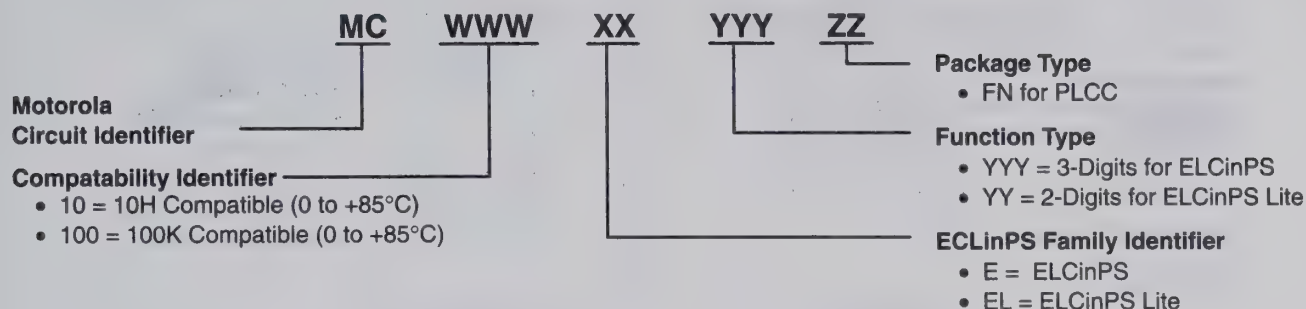 MC WWW XX YYY ZZ
Motorola
Circuit Identifier
Compatability Identifier
• 10 = 10H Compatible (0 to +85°C)
• 100 = 100K Compatible (0 to +85°C)
Package Type
• FN for PLCC
Function Type
• YYY = 3-Digits for ELCinPS
• YY = 2-Digits for ELCinPS Lite
ECLinPS Family Identifier
• E = ELCinPS
• EL = ELCinPS Lite